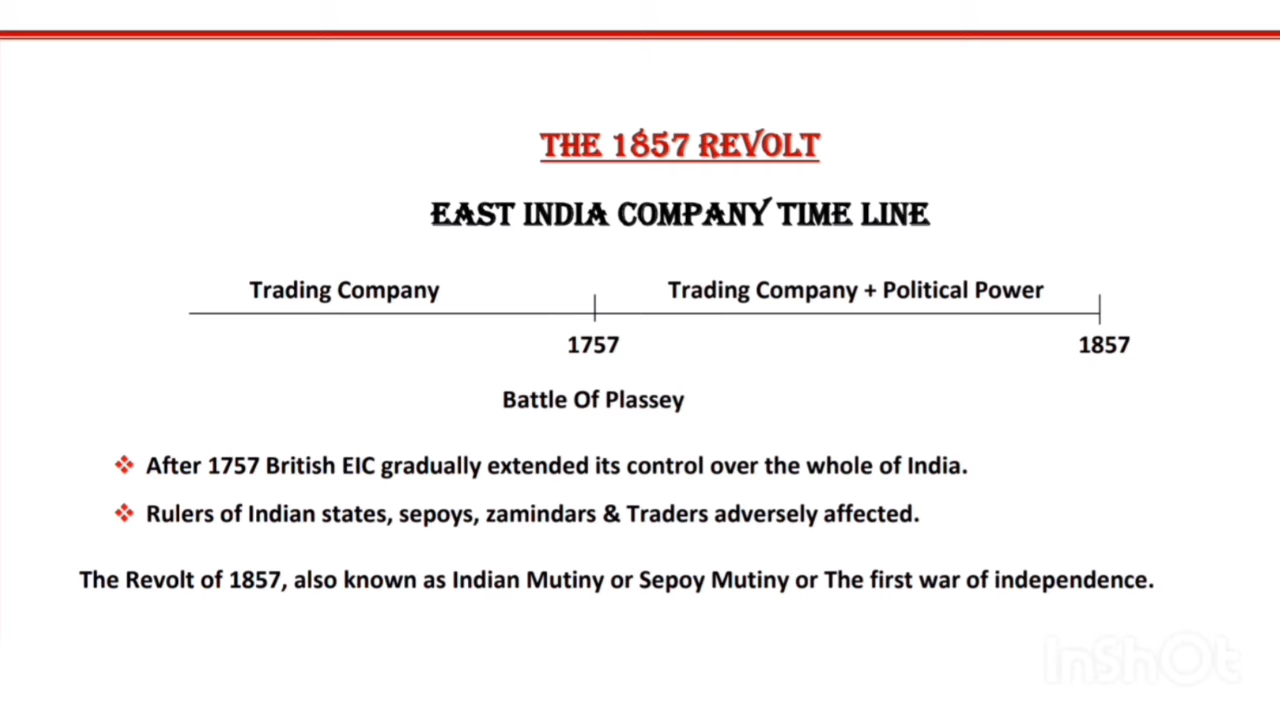 THE 1857 REVOLT
EAST INDIA COMPANY TIME LINE
Trading Company
Trading Company + Political Power
1757
1857
Battle Of Plassey
❖ After 1757 British EIC gradually extended its control over the whole of India.
❖ Rulers of Indian states, sepoys, zamindars & Traders adversely affected.
The Revolt of 1857, also known as Indian Mutiny or Sepoy Mutiny or The first war of independence.
InShOt